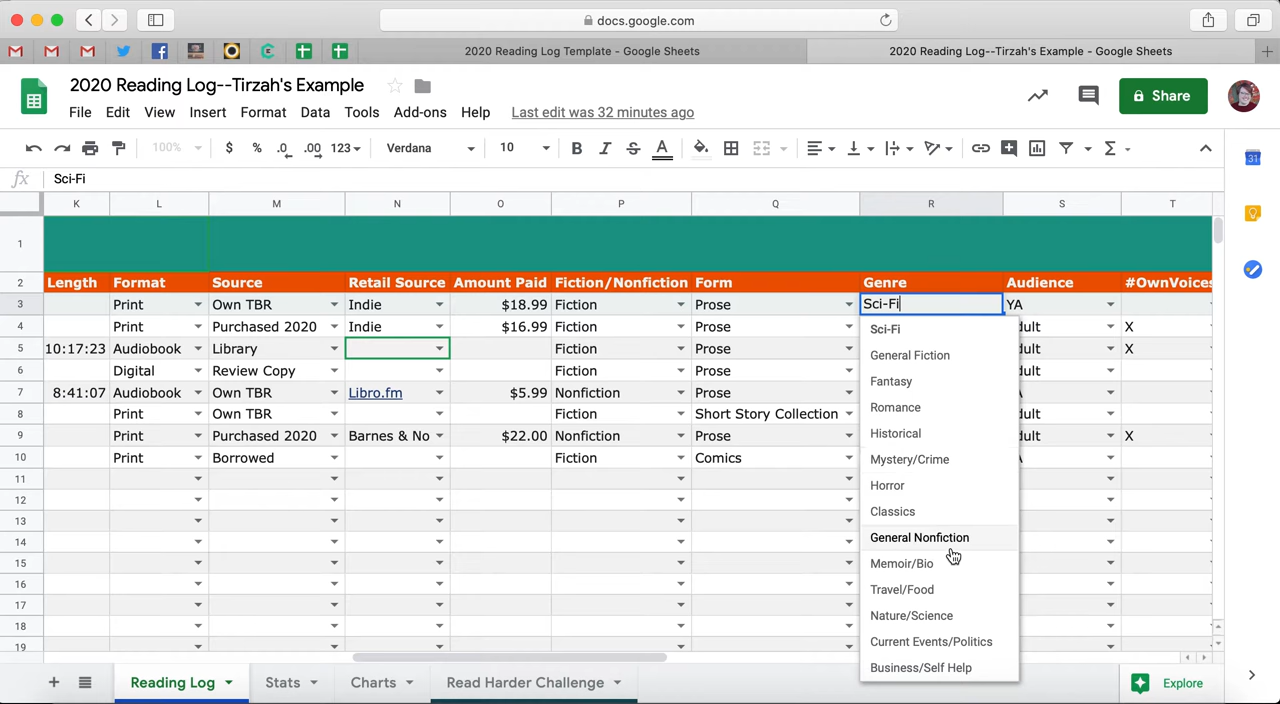 docs.google.com
2020 Reading Log Template - Google Sheets
2020 Reading Log--Tirzah's Example - Google Sheets
2020 Reading Log--Tirzah's Example
File Edit View Insert Format Data Tools Add-ons Help Last edit was 32 minutes ago
Share
100% $ % .0 .00 123 Verdana 10 B I S A Σ
fx Sci-Fi
K L M N O P Q R S T
1
2 Length Format Source Retail Source Amount Paid Fiction/Nonfiction Form Genre Audience #OwnVoices
3 Print Own TBR Indie $18.99 Fiction Prose Sci-Fi YA
4 Print Purchased 2020 Indie $16.99 Fiction Prose dult X
5 10:17:23 Audiobook Library Fiction Prose dult X
6 Digital Review Copy Fiction Prose dult
7 8:41:07 Audiobook Own TBR Libro.fm $5.99 Nonfiction Prose
8 Print Own TBR Fiction Short Story Collection dult
9 Print Purchased 2020 Barnes & No $22.00 Nonfiction Prose dult X
10 Print Borrowed Fiction Comics
11
12
13
14
15
16
17
18
19
Sci-Fi
General Fiction
Fantasy
Romance
Historical
Mystery/Crime
Horror
Classics
General Nonfiction
Memoir/Bio
Travel/Food
Nature/Science
Current Events/Politics
Business/Self Help
Reading Log Stats Charts Read Harder Challenge Explore
31